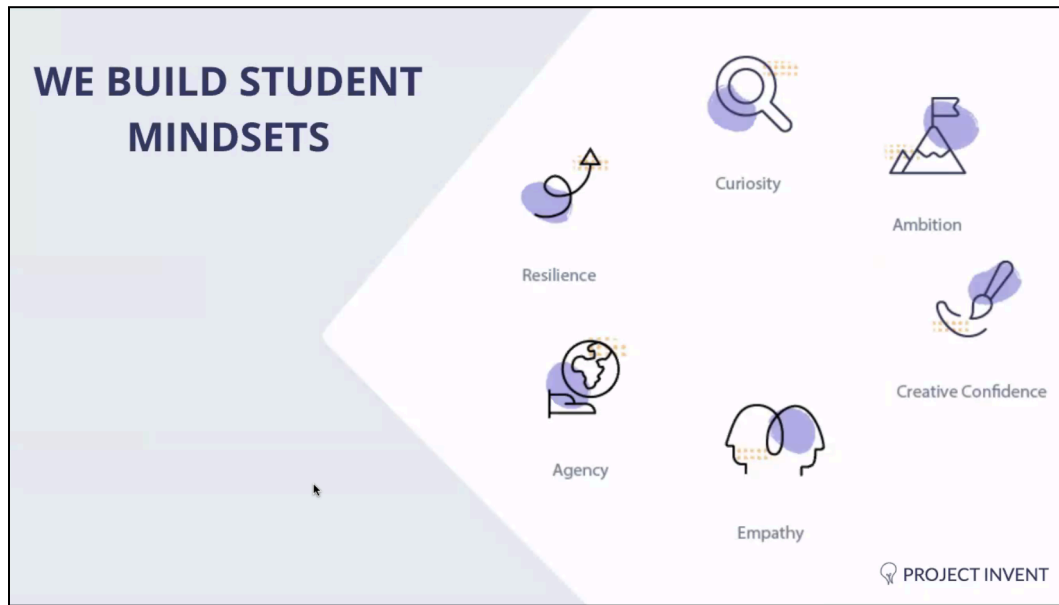 WE BUILD STUDENT
MINDSETS
Curiosity
Ambition
Resilience
Creative Confidence
Agency
Empathy
PROJECT INVENT